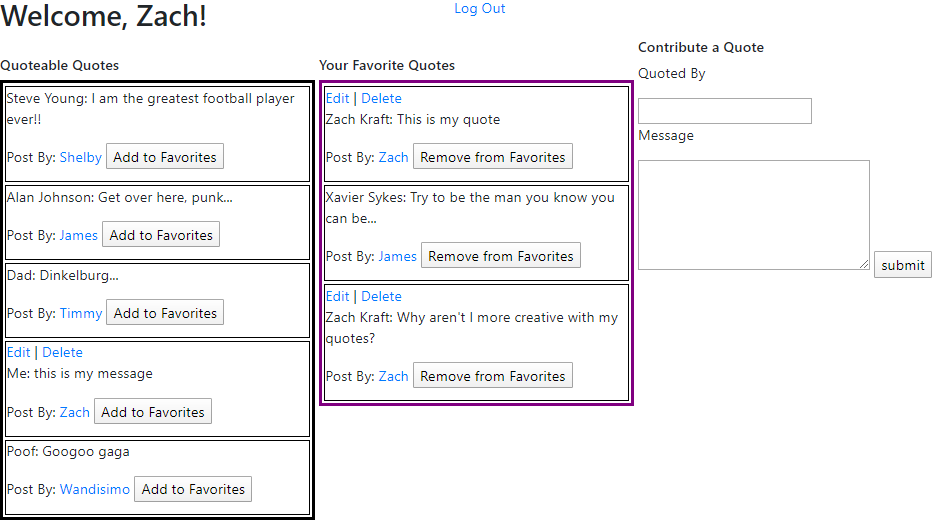 Welcome, Zach!
Log Out
Quoteable Quotes
Steve Young: I am the greatest football player
ever!!
Post By: Shelby Add to Favorites
Alan Johnson: Get over here, punk...
Post By: James Add to Favorites
Dad: Dinkelburg...
Post By: Timmy Add to Favorites
Edit | Delete
Me: this is my message
Post By: Zach Add to Favorites
Poof: Googoo gaga
Post By: Wandisimo Add to Favorites
Your Favorite Quotes
Edit | Delete
Zach Kraft: This is my quote
Post By: Zach Remove from Favorites
Xavier Sykes: Try to be the man you know you
can be...
Post By: James Remove from Favorites
Edit | Delete
Zach Kraft: Why aren't I more creative with my
quotes?
Post By: Zach Remove from Favorites
Contribute a Quote
Quoted By
Message
submit